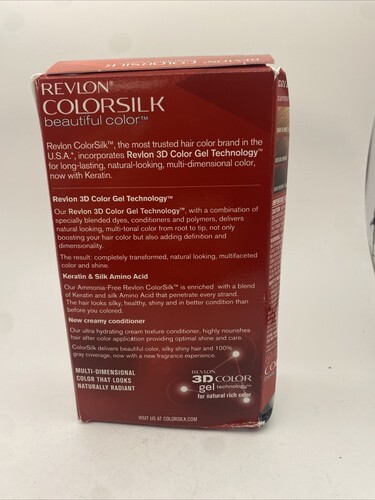 REVLON®
COLORSILK
beautiful color™
Revlon ColorSilk™, the most trusted hair color brand in the
U.S.A.*, incorporates Revlon 3D Color Gel Technology™
for long-lasting, natural-looking, multi-dimensional color,
now with Keratin.
Revlon 3D Color Gel Technology™
Our Revlon 3D Color Gel Technology™, with a combination of
specially blended dyes, conditioners and polymers, delivers
natural looking, multi-tonal color from root to tip, not only
boosting your hair color but also adding definition and
dimensionality.
The result: completely transformed, natural looking, multifaceted
color and shine.
Keratin & Silk Amino Acid
Our Ammonia-Free Revlon ColorSilk™ is enriched with a blend
of Keratin and silk Amino Acid that penetrate every strand.
The hair looks silky, healthy, shiny and in better condition than
before you colored.
New creamy conditioner
Our ultra hydrating cream texture conditioner, highly nourishes
hair after color application providing optimal shine and care.
ColorSilk delivers beautiful color, silky shiny hair and 100%
gray coverage, now with a new fragrance experience.
MULTI-DIMENSIONAL
COLOR THAT LOOKS
NATURALLY RADIANT
REVLON
3D COLOR
gel technology™
for natural rich color
VISIT US AT COLORSILK.COM